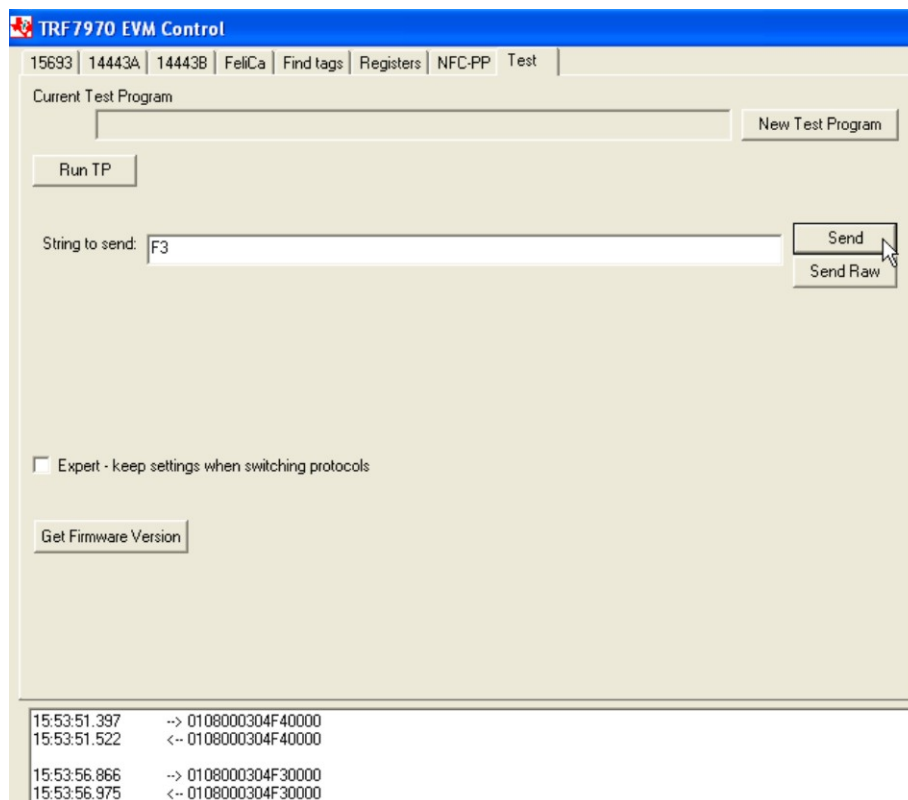 TRF7970 EVM Control
15693 14443A 14443B FeliCa Find tags Registers NFC-PP Test
Current Test Program
New Test Program
Run TP
String to send: F3 Send
Send Raw
Expert - keep settings when switching protocols
Get Firmware Version
15:53:51.397 --> 0108000304F40000
15:53:51.522 <-- 0108000304F40000
15:53:56.866 --> 0108000304F30000
15:53:56.975 <-- 0108000304F30000